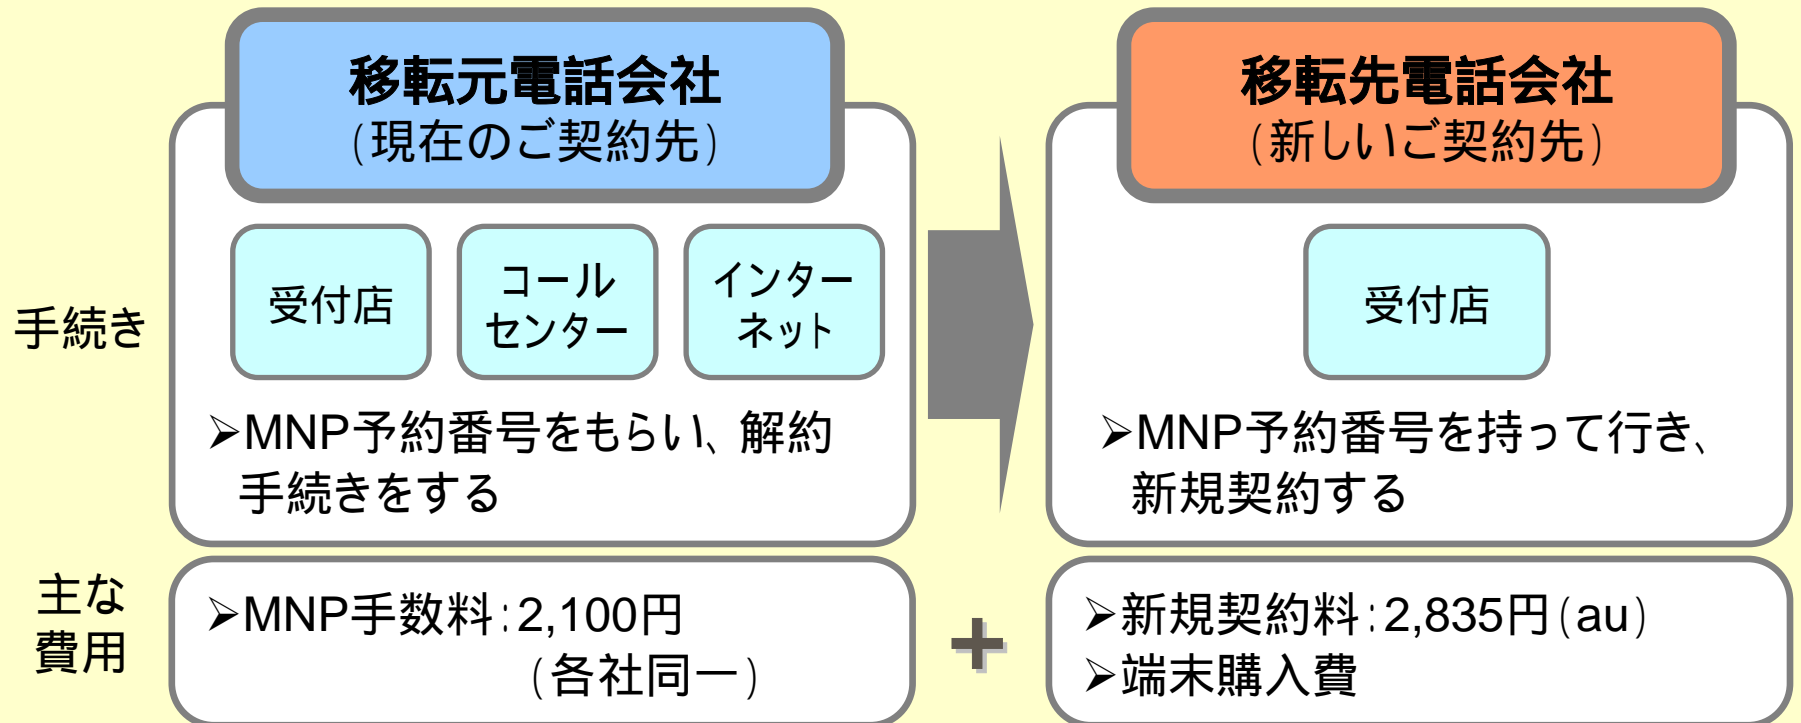 移転元電話会社
(現在のご契約先)
移転先電話会社
(新しいご契約先)
手続き
受付店
コール
センター
インター
ネット
➢MNP予約番号をもらい、解約
手続きをする
受付店
➢MNP予約番号を持って行き、
新規契約する
主な
費用
➢MNP手数料:2,100円
(各社同一)
+
➢新規契約料:2,835円(au)
➢端末購入費